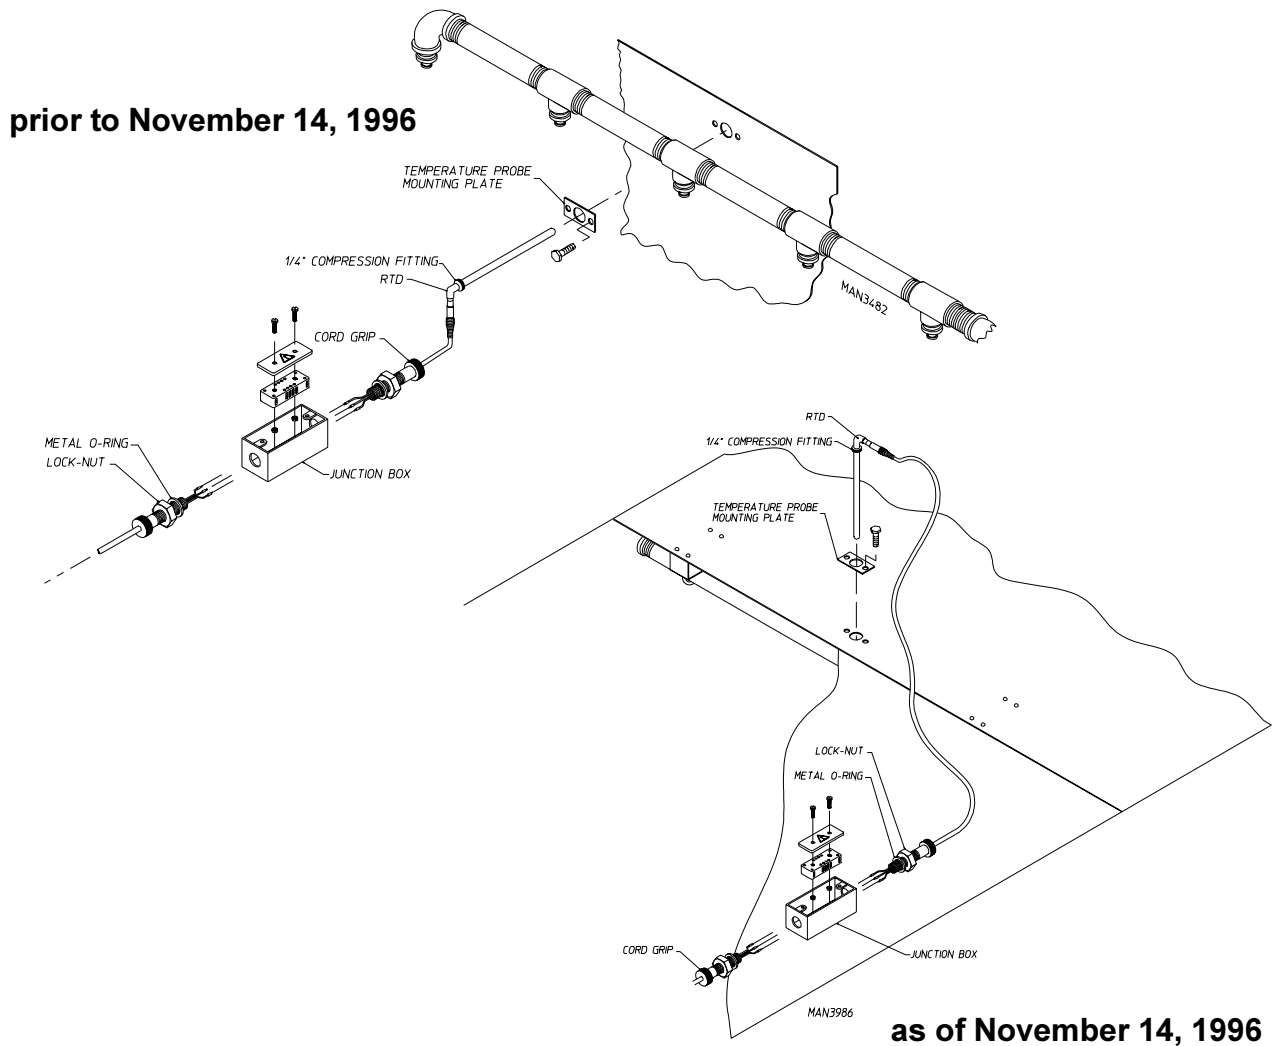 prior to November 14, 1996
TEMPERATURE PROBE
MOUNTING PLATE
1/4" COMPRESSION FITTING
RTD
MAN3482
CORD GRIP
METAL O-RING
LOCK-NUT
JUNCTION BOX
RTD
1/4" COMPRESSION FITTING
TEMPERATURE PROBE
MOUNTING PLATE
LOCK-NUT
METAL O-RING
CORD GRIP
JUNCTION BOX
MAN3986
as of November 14, 1996